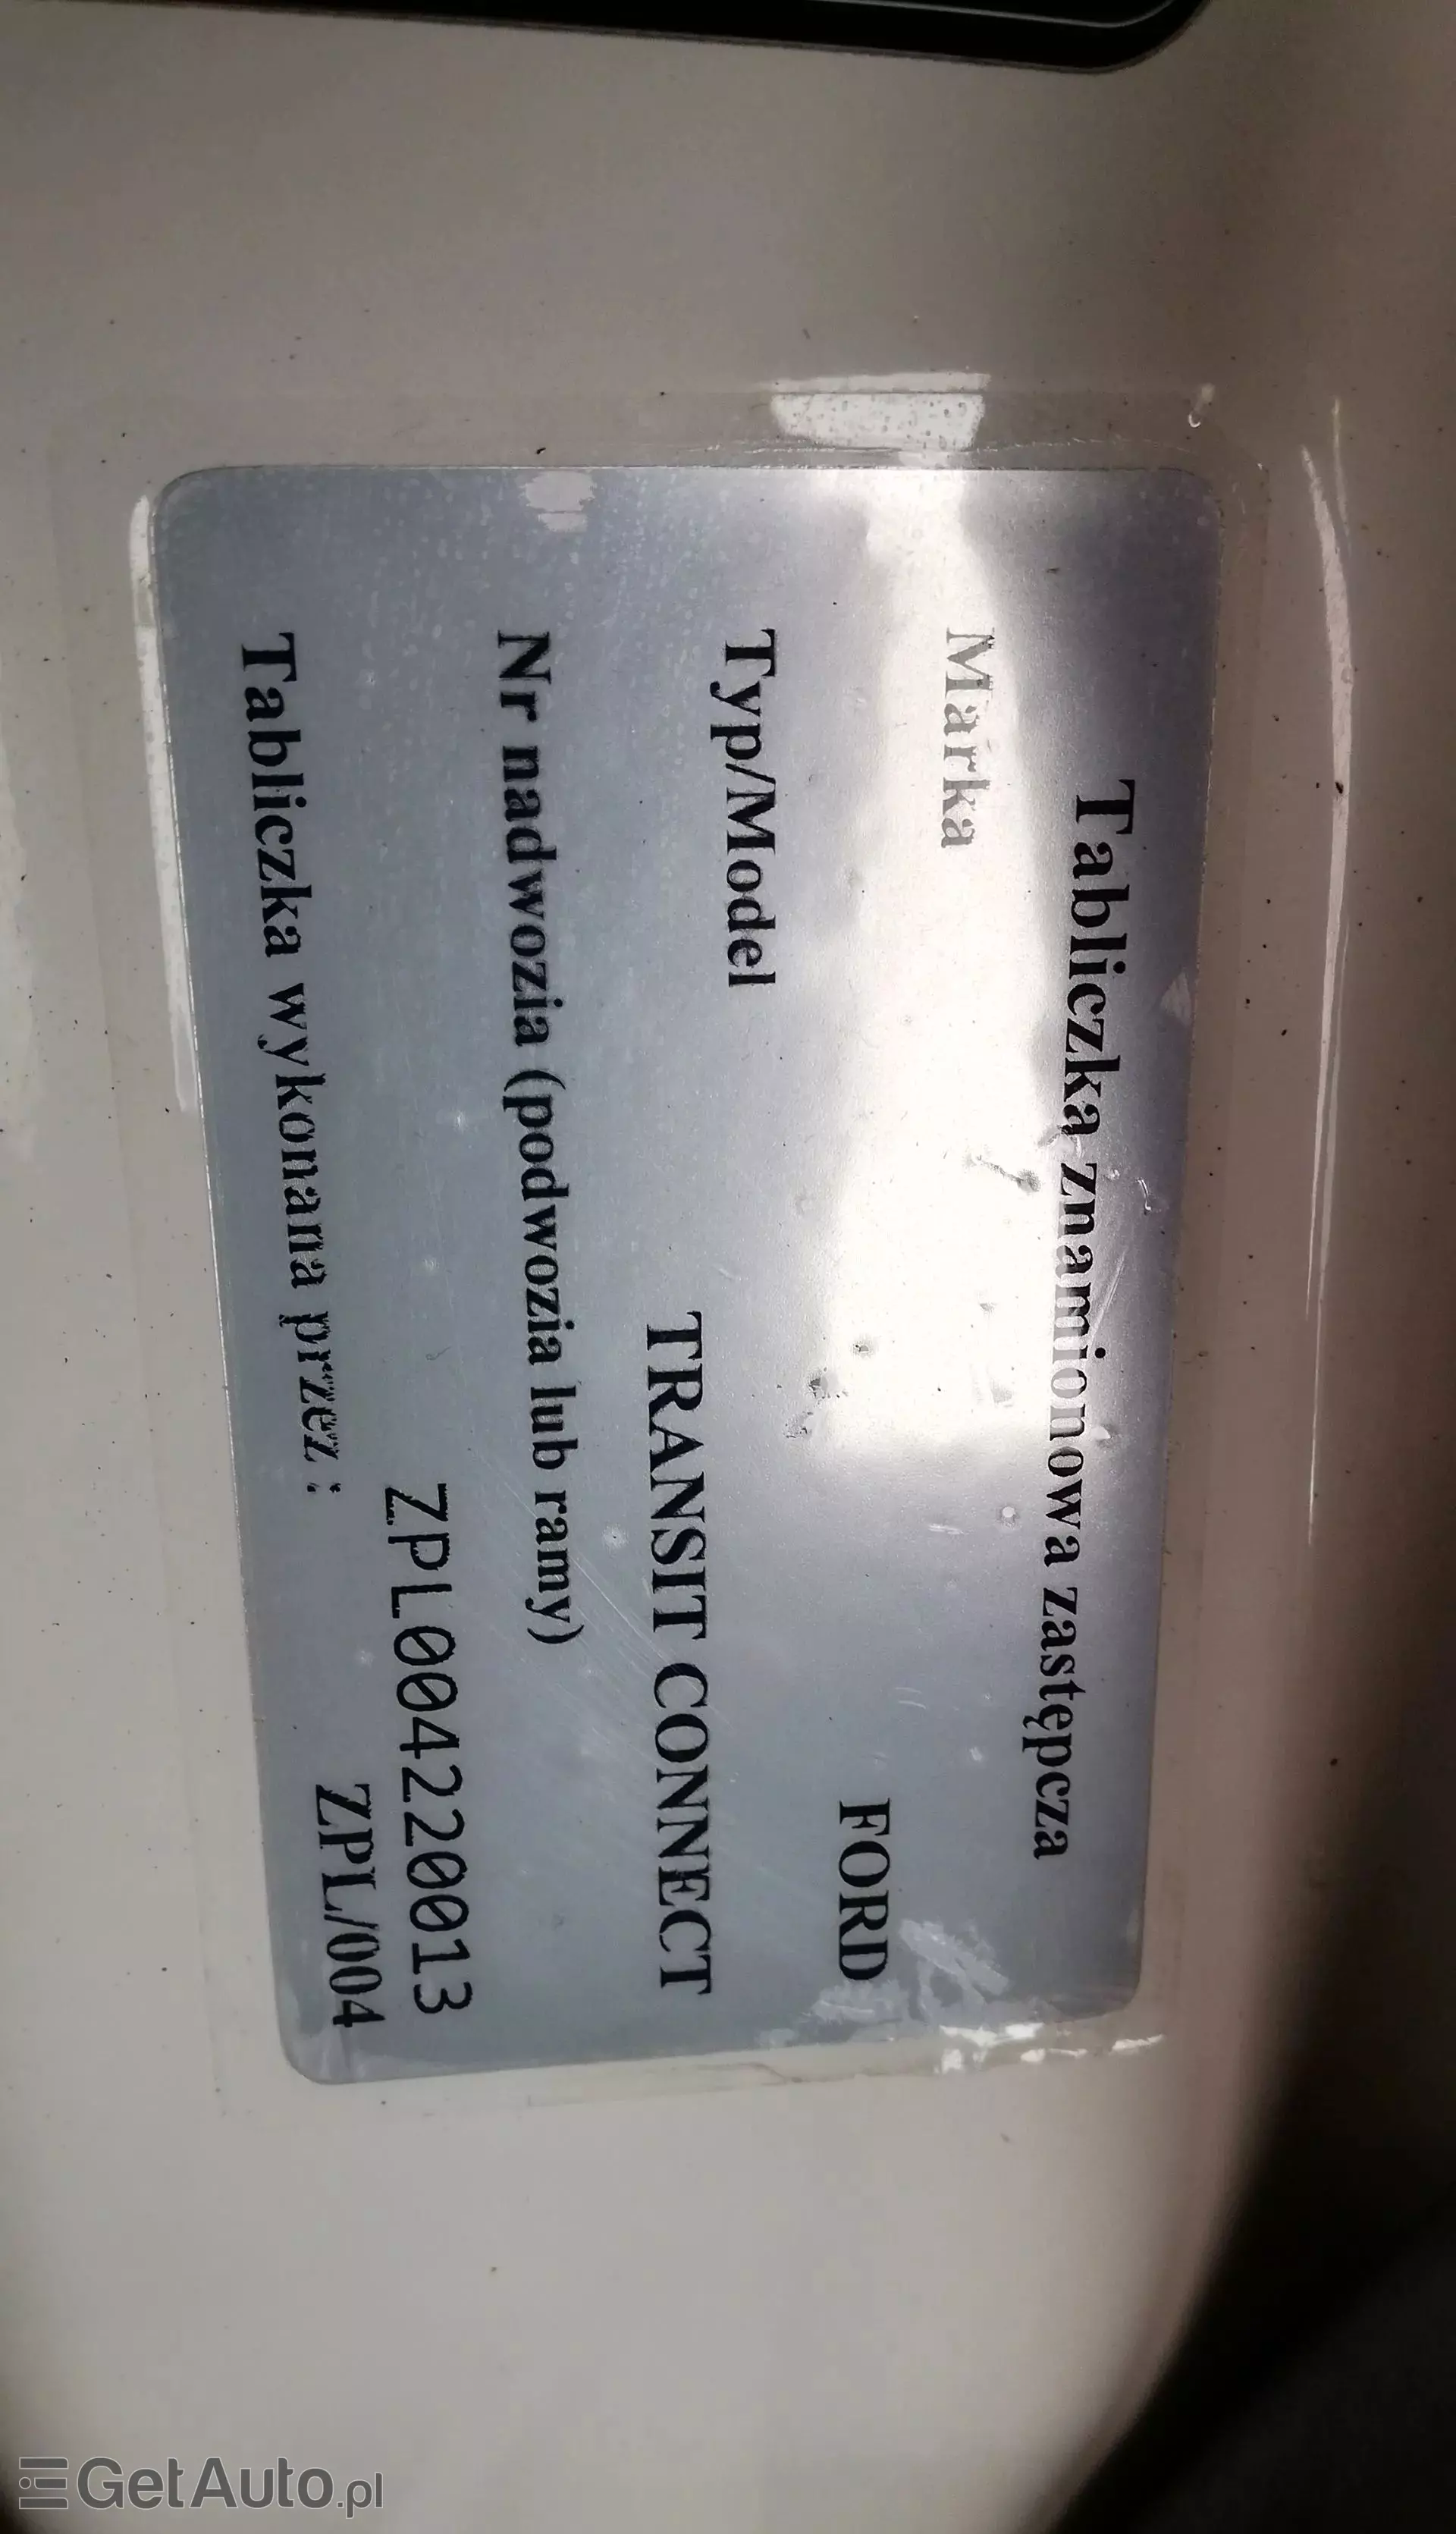 Tabliczka znamionowa zastępcza
Marka
FORD
Typ/Model
TRANSIT CONNECT
Nr nadwozia (podwozia lub ramy)
ZPL004220013
Tabliczka wykonana przez :
ZPL/004
GetAuto.pl